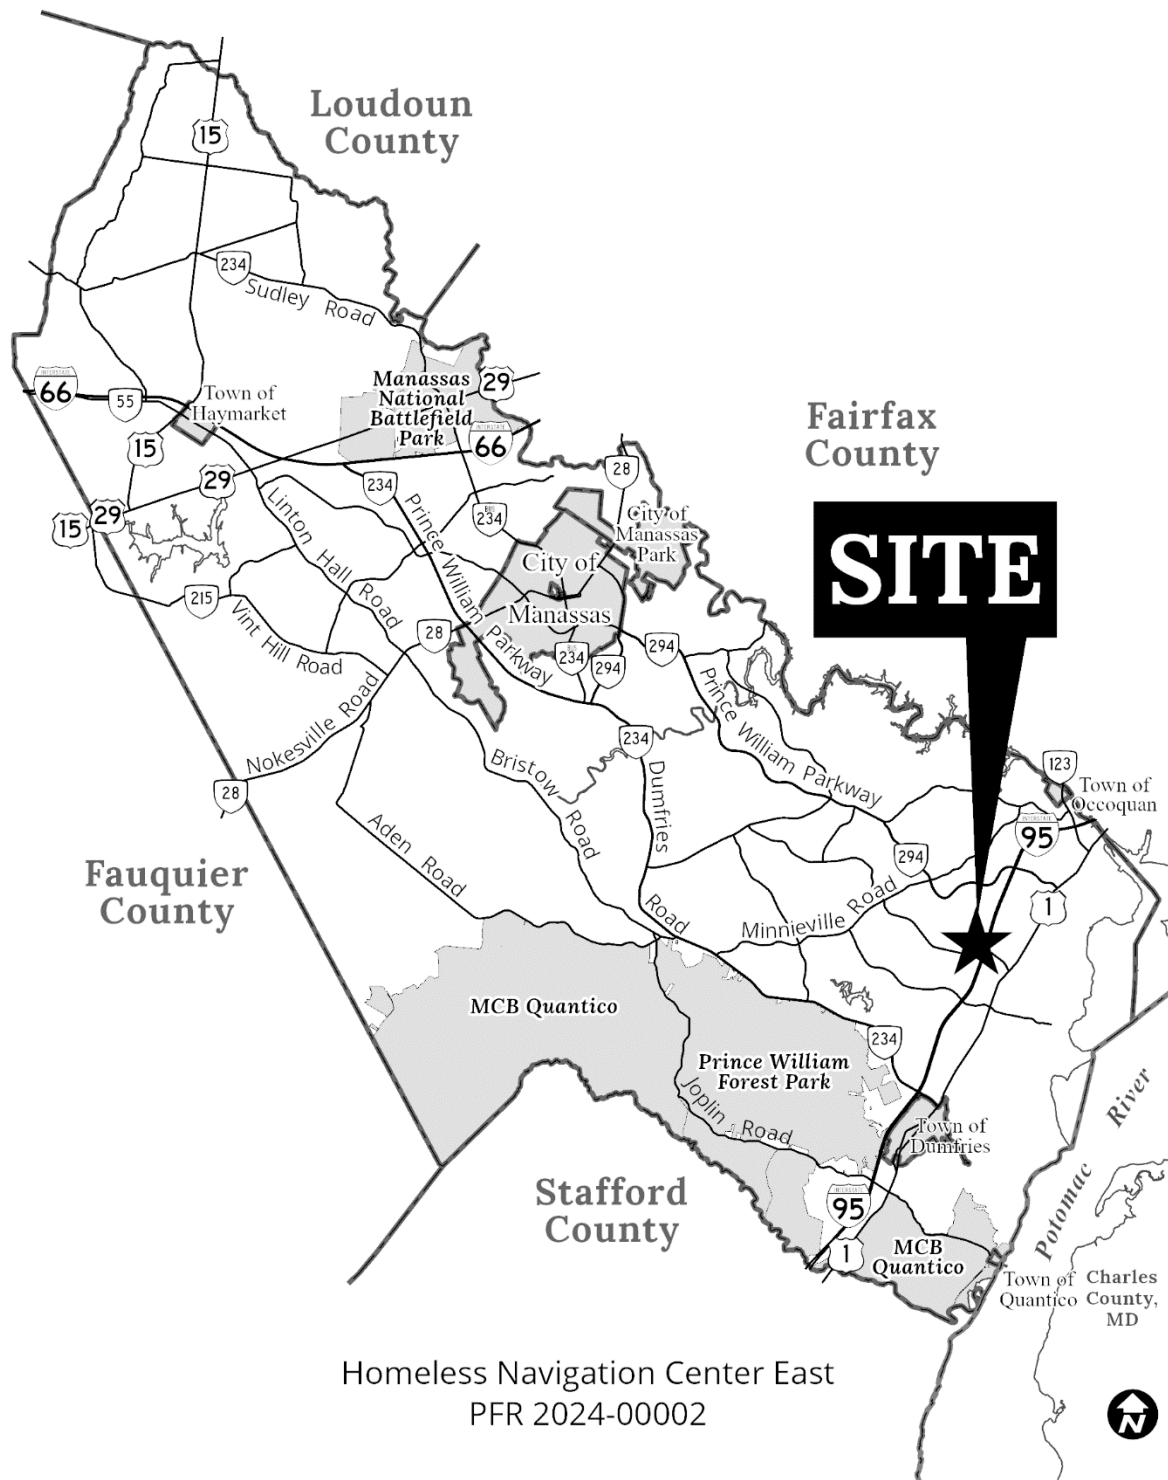 Loudoun
County
15
234
Sudley Road
66
55
Town of
Haymarket
Manassas
National
Battlefield
Park
29
66
15
29
234
15
29
Linton Hall Road
Prince William Parkway
234
28
City of
Manassas
Park
City of
Manassas
Fairfax
County
SITE
215
Vint Hill Road
28
234
294
294
Nokesville Road
28
Prince William Parkway
234
Dumfries
Road
Bristow
Road
Aden Road
123
Town of
Occoquan
95
294
1
Minnieville Road
Fauquier
County
MCB Quantico
Prince William
Forest Park
234
Joplin Road
Town of
Dumfries
Stafford
County
95
1
MCB
Quantico
Potomac River
Town of
Quantico
Charles
County,
MD
Homeless Navigation Center East
PFR 2024-00002
N